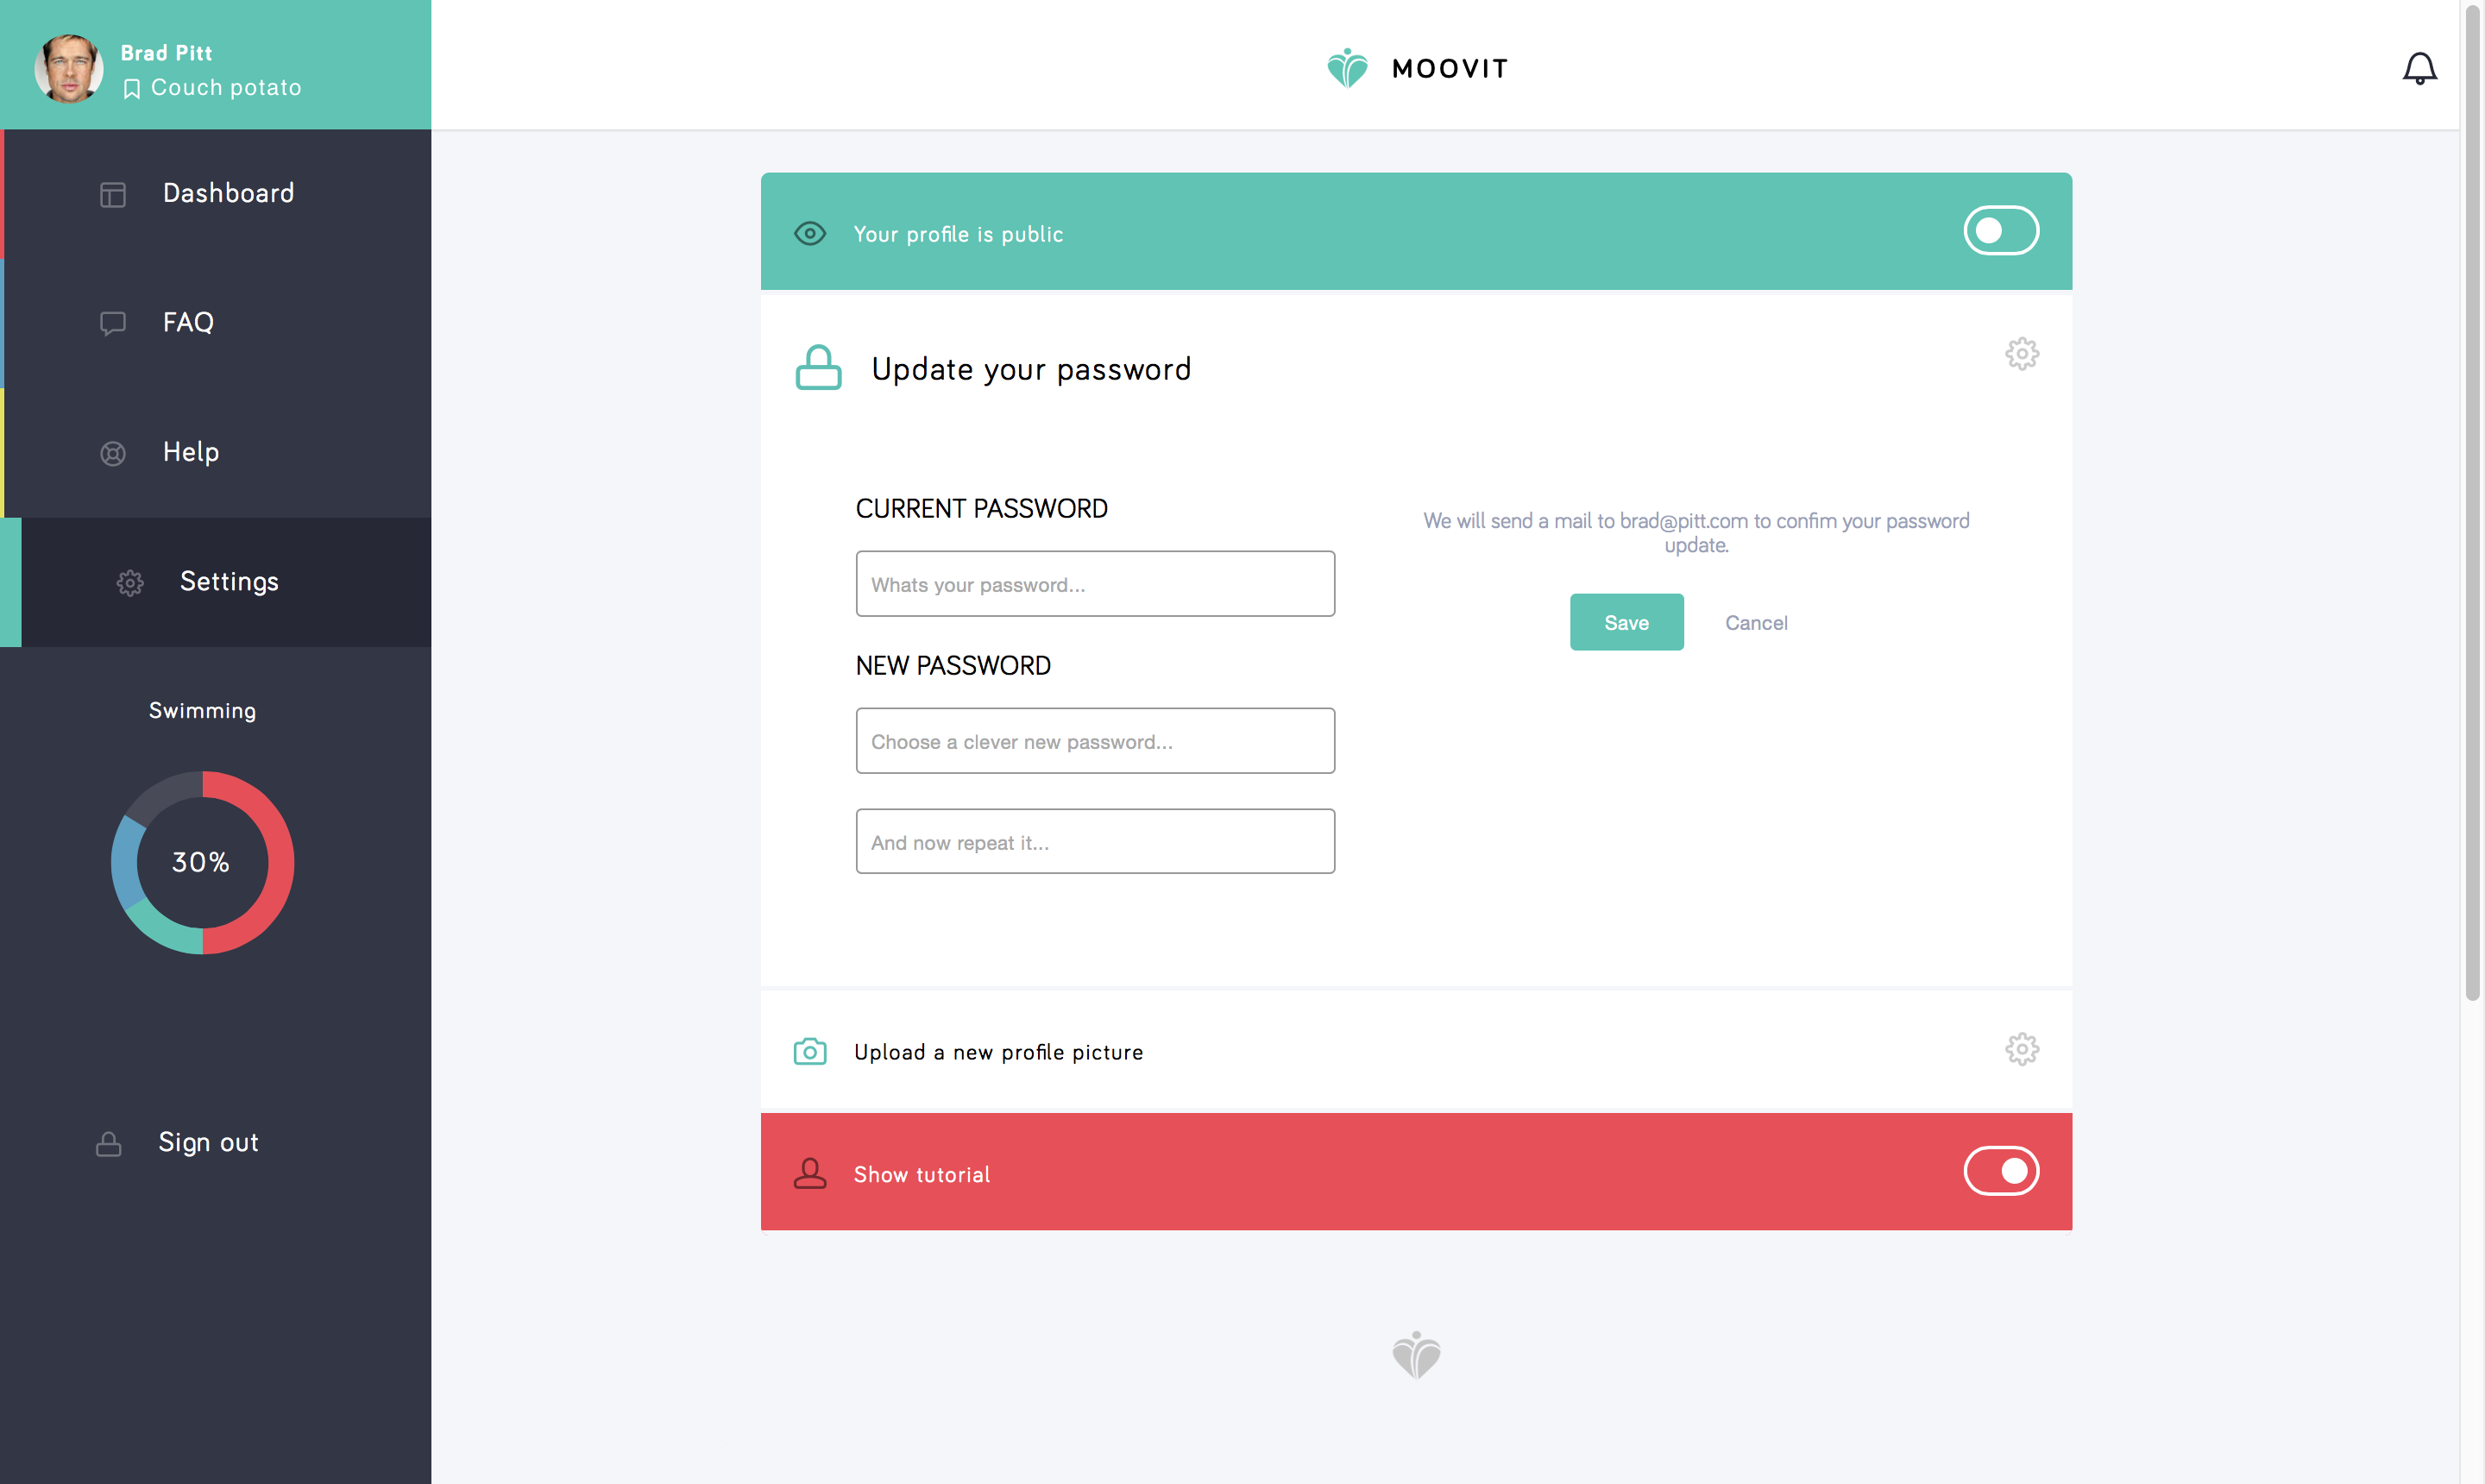 Brad Pitt
Couch potato
MOOVIT
Dashboard
FAQ
Help
Settings
Swimming
30%
Sign out
Your profile is public
Update your password
CURRENT PASSWORD
Whats your password...
NEW PASSWORD
Choose a clever new password...
And now repeat it...
We will send a mail to brad@pitt.com to confim your password
update.
Save Cancel
Upload a new profile picture
Show tutorial